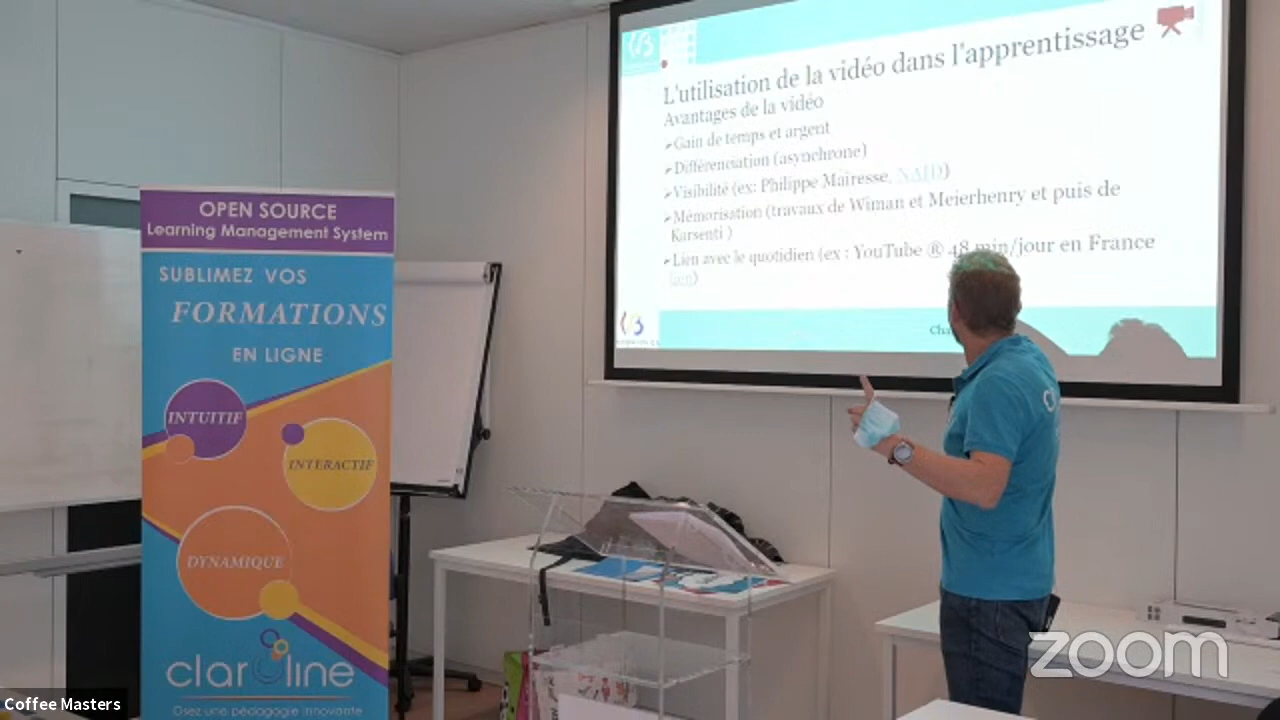 L'utilisation de la vidéo dans l'apprentissage
Avantages de la vidéo
Gain de temps et argent
Différenciation (asynchrone)
Visibilité (ex: Philippe Mairesse, NAID)
Mémorisation (travaux de Wiman et Meierhenry et puis de
Karsenti )
Lien avec le quotidien (ex : YouTube ® 48 min/jour en France
OPEN SOURCE
Learning Management System
SUBLIMEZ VOS
FORMATIONS
EN LIGNE
INTUITIF
INTERACTIF
DYNAMIQUE
claroline
Osez une pédagogie innovante
zoom
Coffee Masters